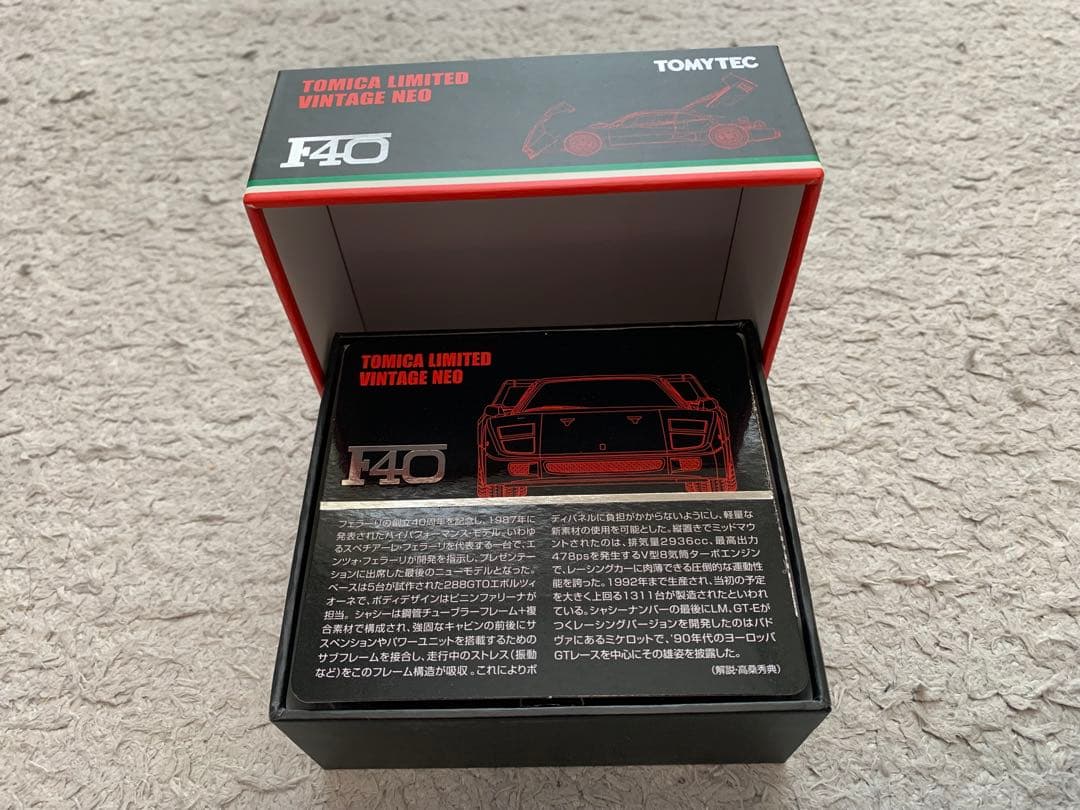 TOMYTEC
TOMICA LIMITED
VINTAGE NEO
F40
TOMICA LIMITED
VINTAGE NEO
F40
フェラーリの創立40周年を記念し、1987年に
発表されたハイパフォーマンス・モデル。いわゆ
るスペチアーレ・フェラーリを代表する一台で、エ
ンツォ・フェラーリが開発を指示し、プレゼンテー
ションに出席した最後のニューモデルとなった。
ベースは5台が試作された288GTOエボルツィ
オーネで、ボディデザインはピニンファリーナが
担当。シャシーは鋼管チューブラーフレーム+複
合素材で構成され、強固なキャビンの前後にサ
スペンションやパワーユニットを搭載するための
サブフレームを接合し、走行中のストレス(振動
など)をこのフレーム構造が吸収。これによりボ
ディパネルに負担がかからないようにし、軽量な
新素材の使用を可能とした。縦置きでミッドマウ
ントされたのは、排気量2936cc、最高出力
478psを発生するV型8気筒ターボエンジン
で、レーシングカーに肉薄できる圧倒的な運動性
能を誇った。1992年まで生産され、当初の予定
を大きく上回る1311台が製造されたといわれ
ている。シャシーナンバーの最後にLM、GT-Eが
つくレーシングバージョンを開発したのはパド
ヴァにあるミケロットで、'90年代のヨーロッパ
GTレースを中心にその雄姿を披露した。
(解説・高桑秀典)